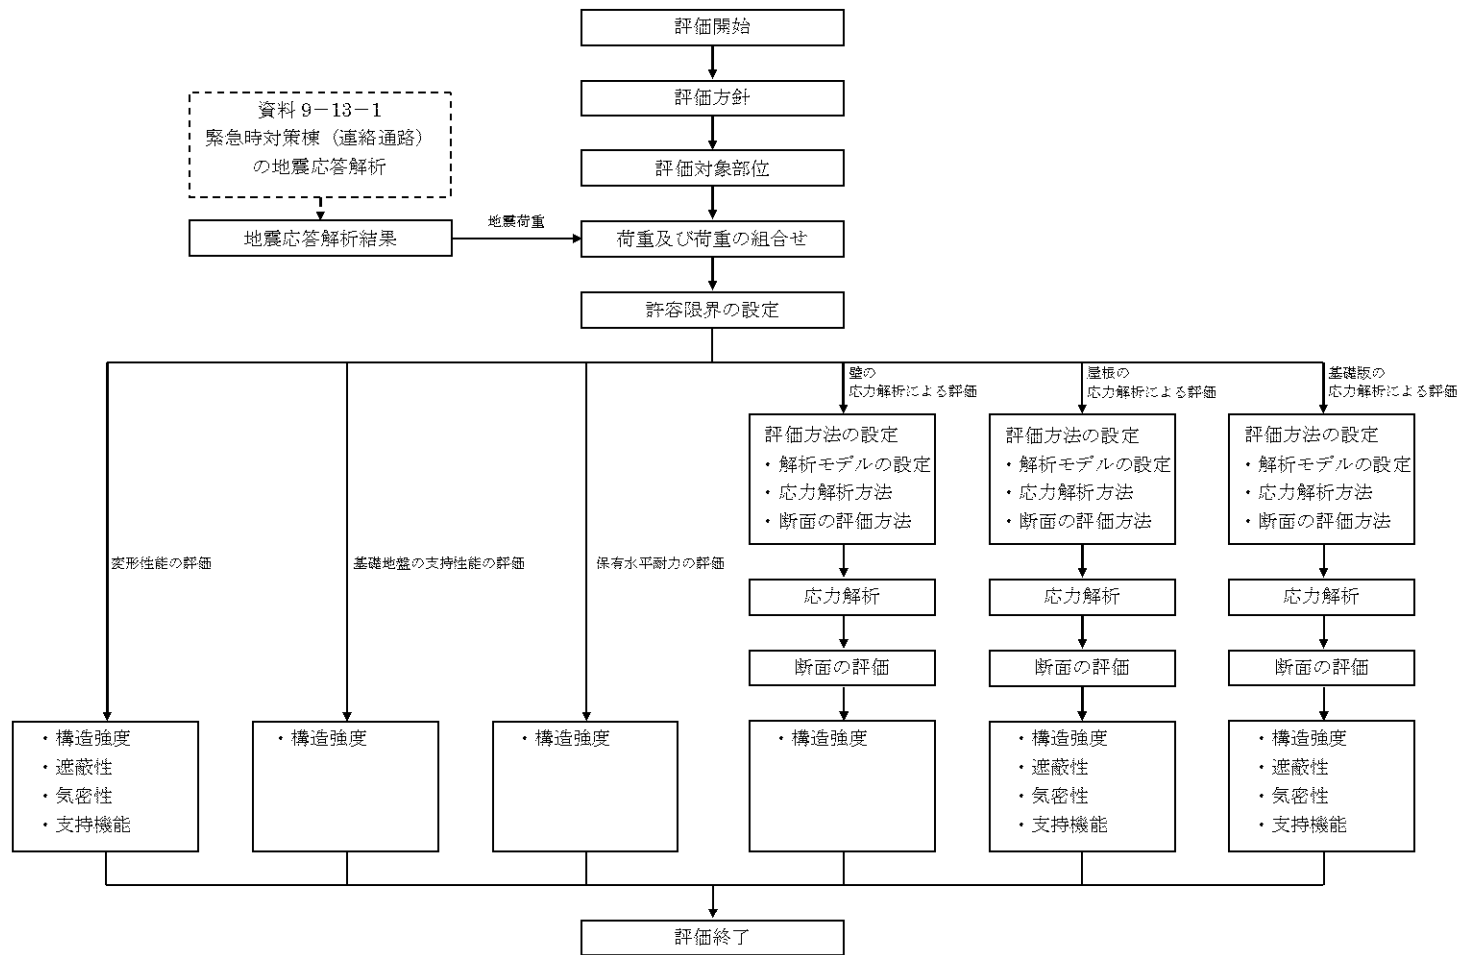 評価開始
評価方針
資料 9－13－1
緊急時対策棟（連絡通路）
の地震応答解析
評価対象部位
地震応答解析結果
地震荷重
荷重及び荷重の組合せ
許容限界の設定
壁の
応力解析による評価
屋根の
応力解析による評価
基礎版の
応力解析による評価
評価方法の設定
・解析モデルの設定
・応力解析方法
・断面の評価方法
評価方法の設定
・解析モデルの設定
・応力解析方法
・断面の評価方法
評価方法の設定
・解析モデルの設定
・応力解析方法
・断面の評価方法
変形性能の評価
基礎地盤の支持性能の評価
保有水平耐力の評価
応力解析
応力解析
応力解析
断面の評価
断面の評価
断面の評価
・構造強度
・遮蔽性
・気密性
・支持機能
・構造強度
・構造強度
・構造強度
・構造強度
・遮蔽性
・気密性
・支持機能
・構造強度
・遮蔽性
・気密性
・支持機能
評価終了